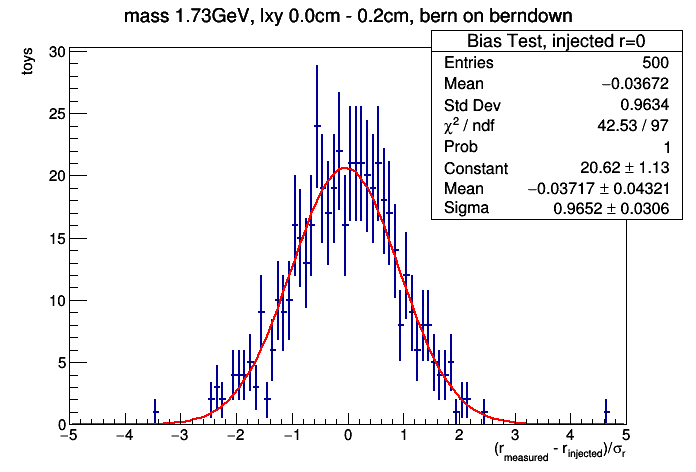 mass 1.73GeV, lxy 0.0cm - 0.2cm, bern on berndown
Bias Test, injected r=0
Entries 500
Mean −0.03672
Std Dev 0.9634
χ² / ndf 42.53 / 97
Prob 1
Constant 20.62 ± 1.13
Mean −0.03717 ± 0.04321
Sigma 0.9652 ± 0.0306
toys
30
25
20
15
10
5
0
−5 −4 −3 −2 −1 0 1 2 3 4 5
(r_measured - r_injected)/σ_r